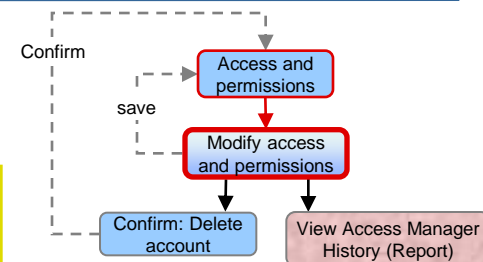 Confirm
Access and
permissions
save
Modify access
and permissions
Confirm: Delete
account
View Access Manager
History (Report)